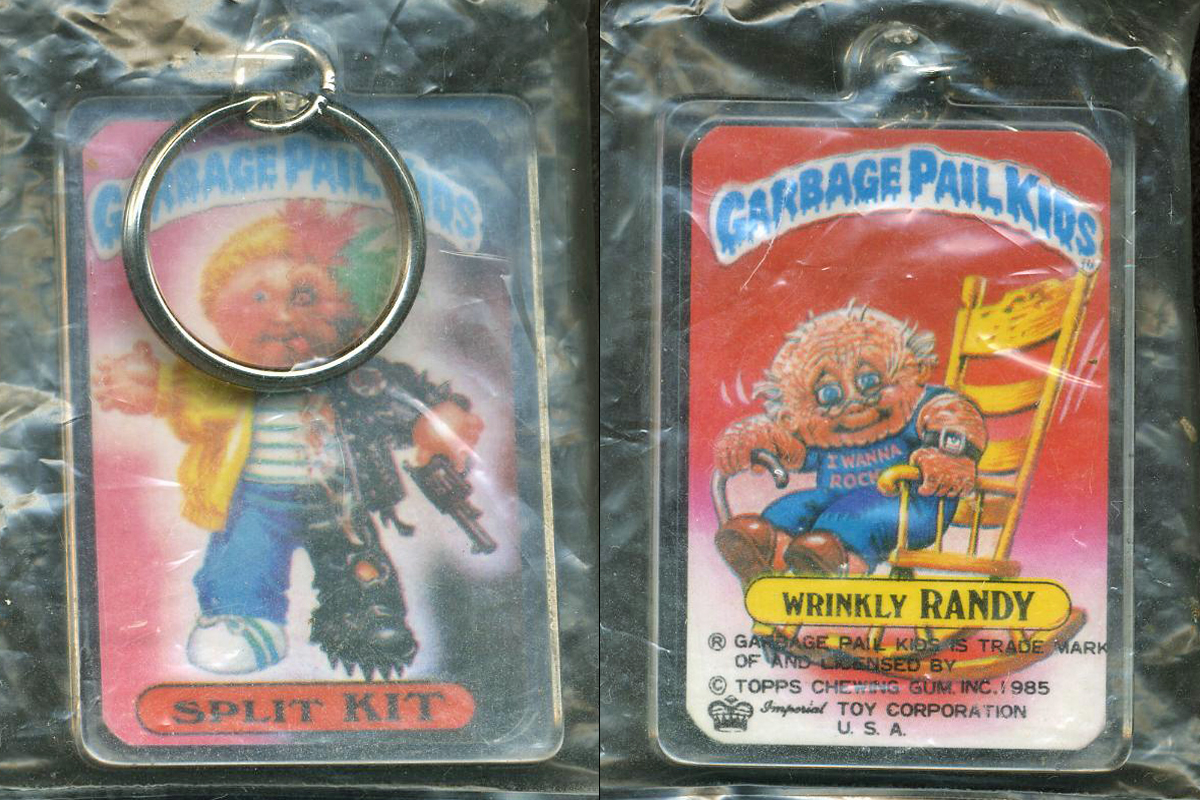 GARBAGE PAIL KIDS
SPLIT KIT
GARBAGE PAIL KIDS
TM
I WANNA
ROCK
WRINKLY RANDY
® GARBAGE PAIL KIDS IS TRADE MARK
OF AND LICENSED BY
© TOPPS CHEWING GUM. INC. 1985
Imperial TOY CORPORATION
U. S. A.